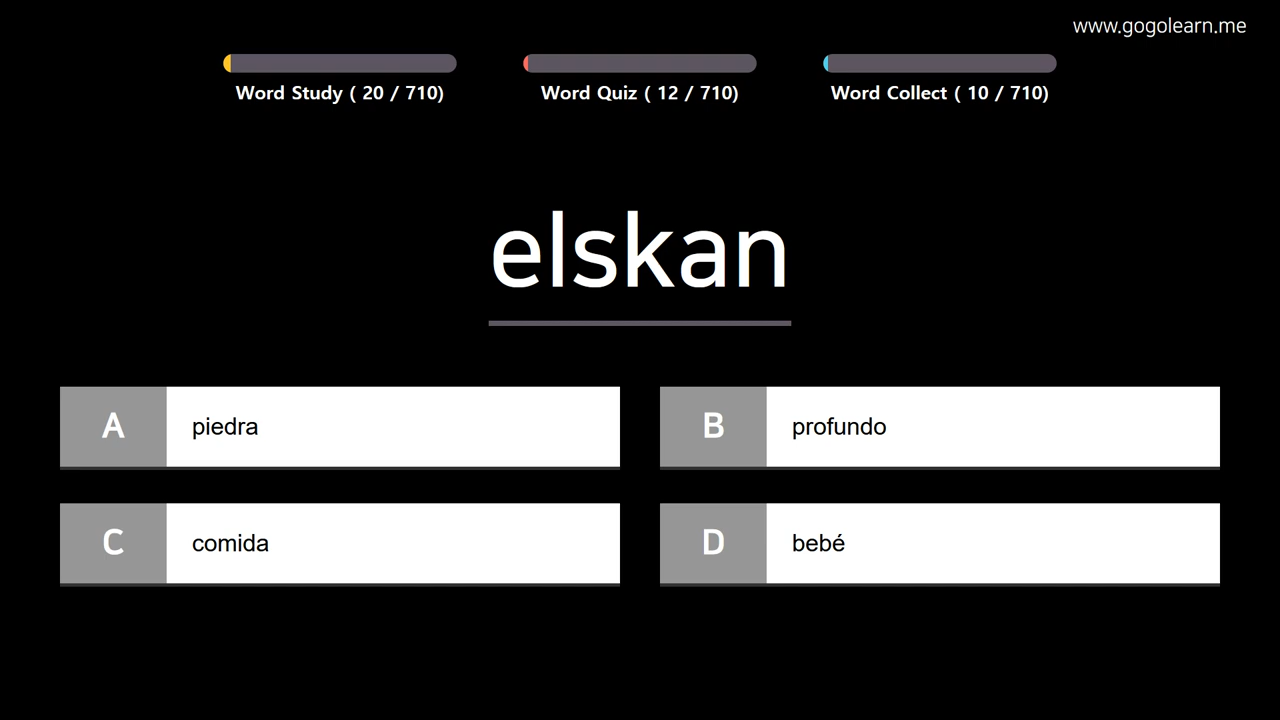 www.gogolearn.me
Word Study ( 20 / 710)
Word Quiz ( 12 / 710)
Word Collect ( 10 / 710)
elskan
A piedra
B profundo
C comida
D bebé